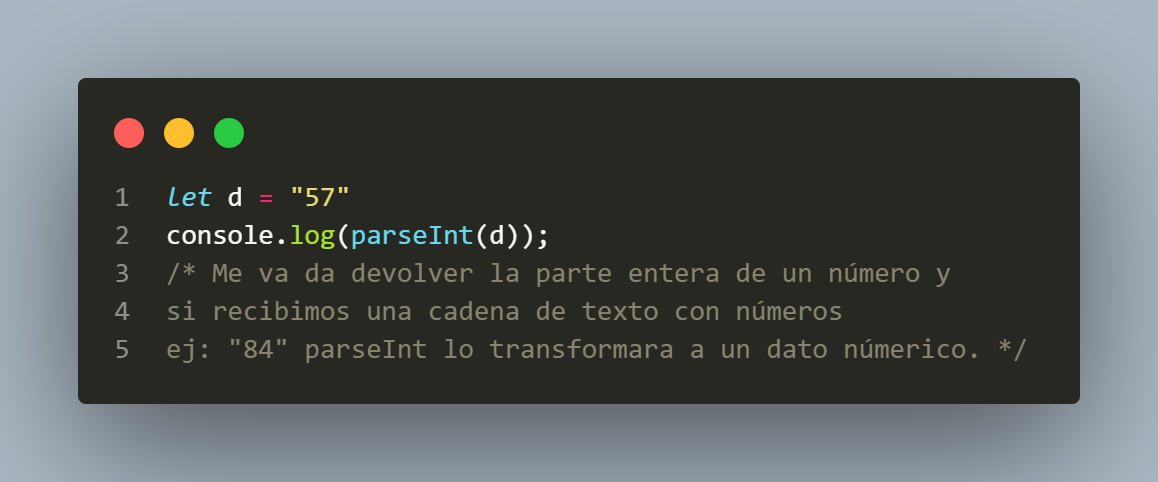 1 let d = "57"
2 console.log(parseInt(d));
3 /* Me va da devolver la parte entera de un número y
4 si recibimos una cadena de texto con números
5 ej: "84" parseInt lo transformara a un dato númerico. */